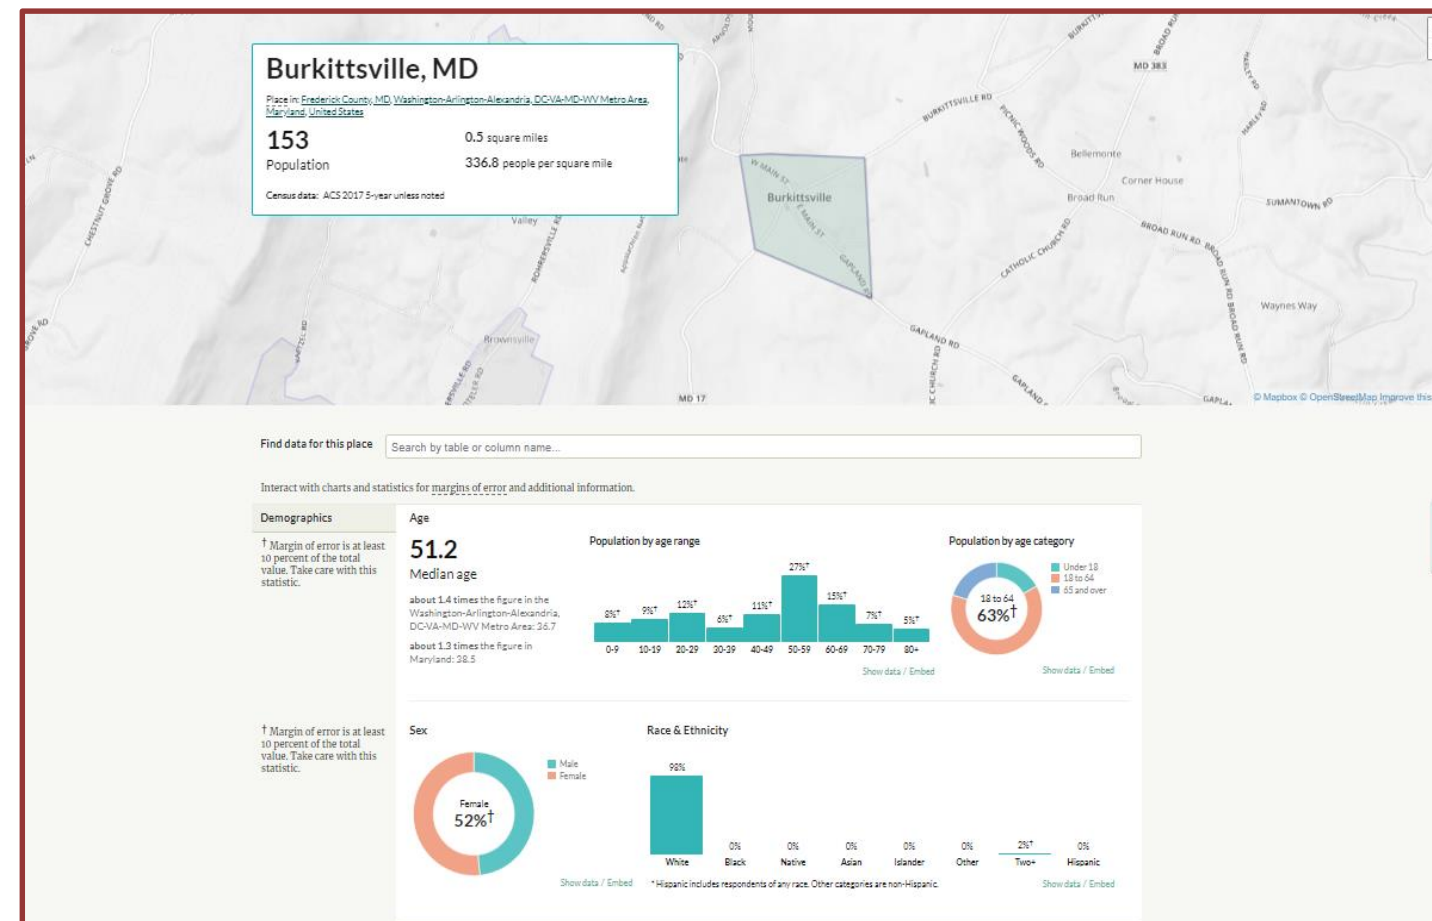 Burkittsville, MD
Place in: Frederick County, MD, Washington-Arlington-Alexandria, DC-VA-MD-WV Metro Area,
Maryland, United States
153
Population
0.5 square miles
336.8 people per square mile
Census data: ACS 2017 5-year unless noted
MD 383
BURKITTSVILLE RD
PICNIC WOODS RD
Bellemonte
Corner House
Broad Run
SUMANTOWN RD
MARLEY RD
W MAIN ST
Burkittsville
E MAIN ST
GAPLAND RD
CATHOLIC CHURCH RD
BROAD RUN RD
BROAD RUN RD
Waynes Way
CHESTNUT GROVE RD
Valley
ROHRERSVILLE RD
Brownsville
MD 17
GAPLAND RD
© Mapbox © OpenStreetMap Improve this
Find data for this place
Search by table or column name...
Interact with charts and statistics for margins of error and additional information.
Demographics
† Margin of error is at least
10 percent of the total
value. Take care with this
statistic.
Age
51.2
Median age
about 1.4 times the figure in the
Washington-Arlington-Alexandria,
DC-VA-MD-WV Metro Area: 36.7
about 1.3 times the figure in
Maryland: 38.5
Population by age range
8%† 9%† 12%† 6%† 11%† 27%† 15%† 7%† 5%†
0-9 10-19 20-29 30-39 40-49 50-59 60-69 70-79 80+
Show data / Embed
Population by age category
18 to 64
63%†
Under 18
18 to 64
65 and over
Show data / Embed
† Margin of error is at least
10 percent of the total
value. Take care with this
statistic.
Sex
Female
52%†
Male
Female
Show data / Embed
Race & Ethnicity
98% 0% 0% 0% 0% 0% 2%† 0%
White Black Native Asian Islander Other Two+ Hispanic
* Hispanic includes respondents of any race. Other categories are non-Hispanic.
Show data / Embed